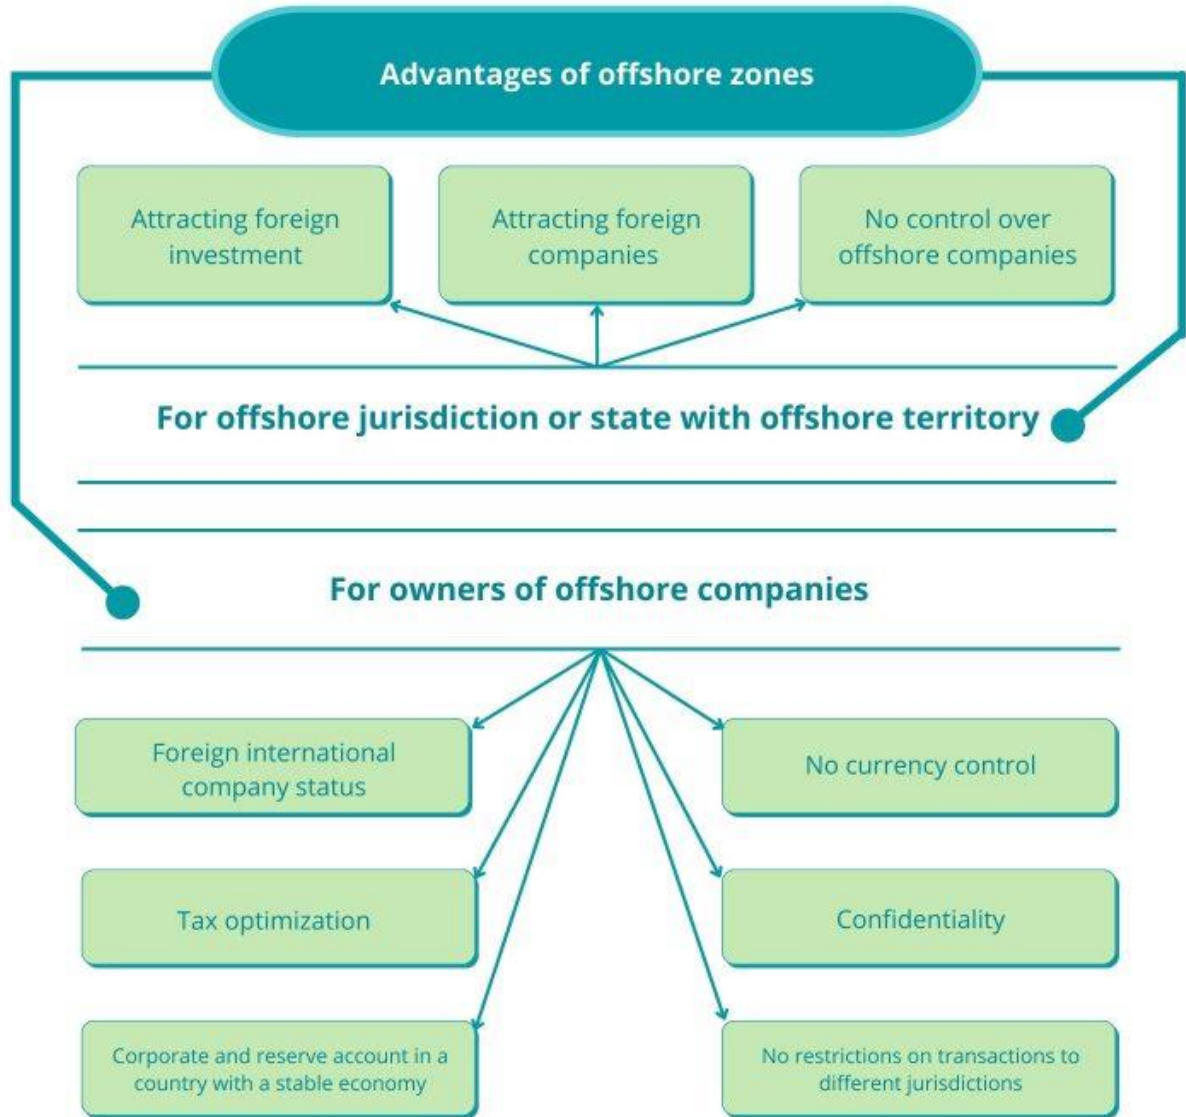 Advantages of offshore zones
Attracting foreign
investment
Attracting foreign
companies
No control over
offshore companies
For offshore jurisdiction or state with offshore territory
For owners of offshore companies
Foreign international
company status
No currency control
Tax optimization
Confidentiality
Corporate and reserve account in a
country with a stable economy
No restrictions on transactions to
different jurisdictions